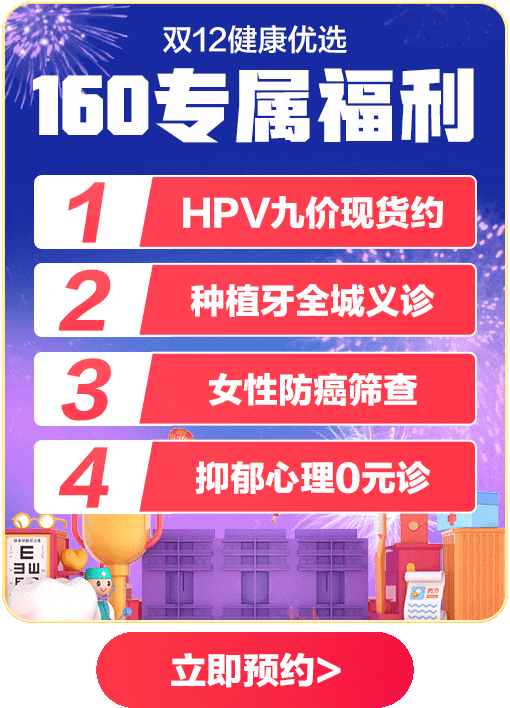 双12健康优选
160专属福利
1 HPV九价现货约
2 种植牙全城义诊
3 女性防癌筛查
4 抑郁心理0元诊
E
药方
立即预约>